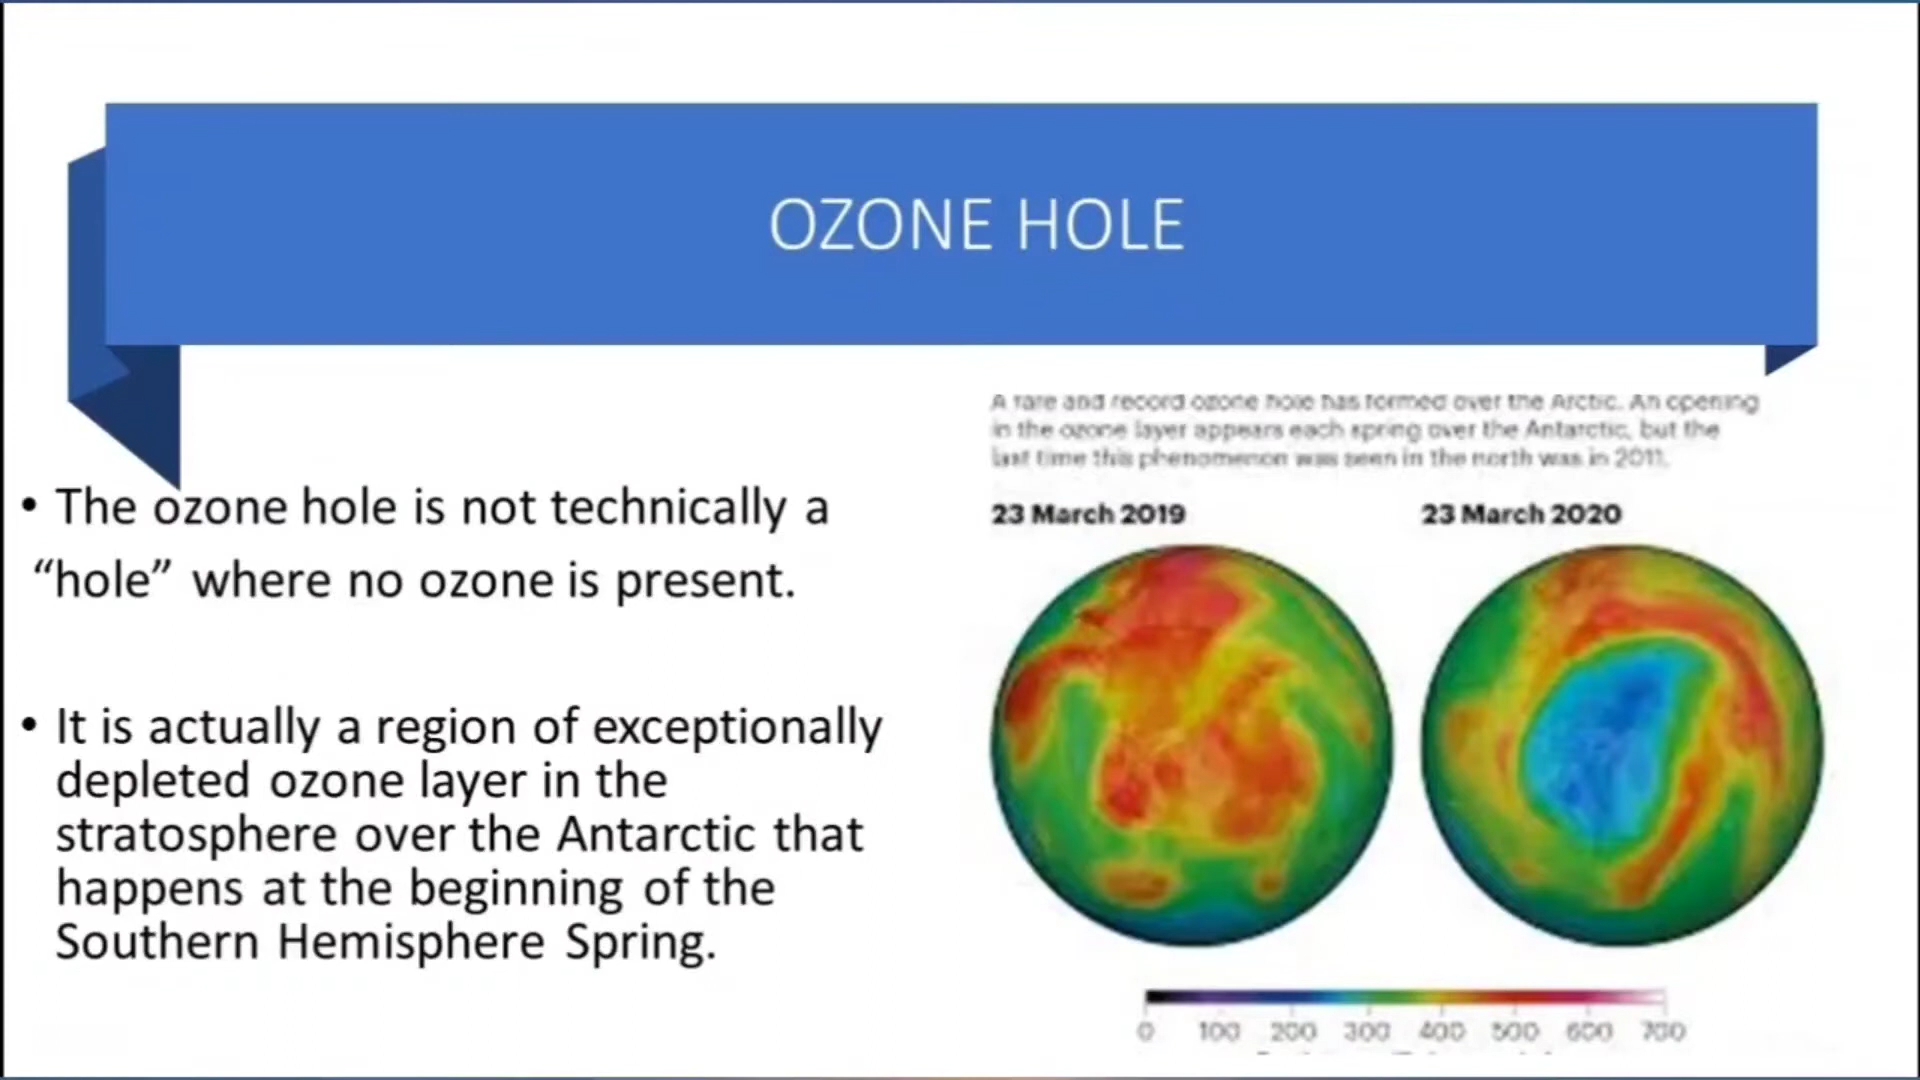 OZONE HOLE
A rare and record ozone hole has formed over the Arctic. An opening
in the ozone layer appears each spring over the Antarctic, but the
last time this phenomenon was seen in the north was in 2011.
• The ozone hole is not technically a
“hole” where no ozone is present.
• It is actually a region of exceptionally
depleted ozone layer in the
stratosphere over the Antarctic that
happens at the beginning of the
Southern Hemisphere Spring.
23 March 2019
23 March 2020
0 100 200 300 400 500 600 700